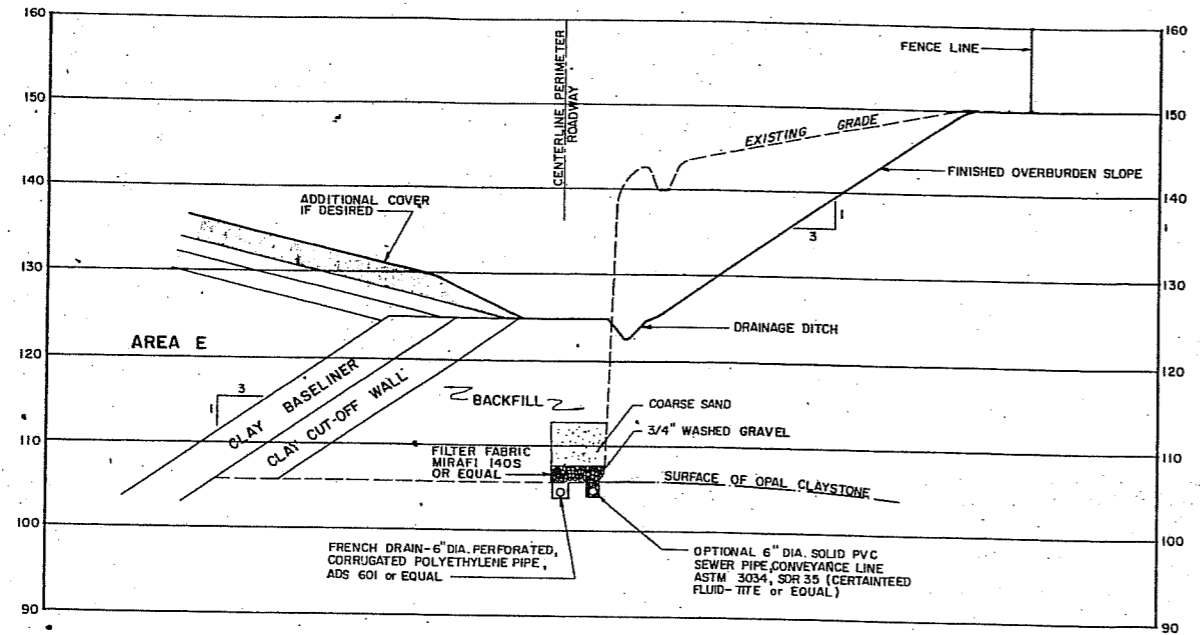 160
160
FENCE LINE
CENTERLINE PERIMETER
ROADWAY
150
150
EXISTING GRADE
FINISHED OVERBURDEN SLOPE
140
140
ADDITIONAL COVER
IF DESIRED
1
3
130
130
DRAINAGE DITCH
AREA E
120
120
3
1
CLAY BASELINER
CLAY CUT-OFF WALL
BACKFILL
COARSE SAND
3/4" WASHED GRAVEL
110
110
FILTER FABRIC
MIRAFI 140S
OR EQUAL
SURFACE OF OPAL CLAYSTONE
100
100
FRENCH DRAIN-6" DIA. PERFORATED,
CORRUGATED POLYETHYLENE PIPE,
ADS 601 or EQUAL
OPTIONAL 6" DIA. SOLID PVC
SEWER PIPE, CONVEYANCE LINE
ASTM 3034, SDR 35 (CERTAINTEED
FLUID-TITE or EQUAL)
90
90